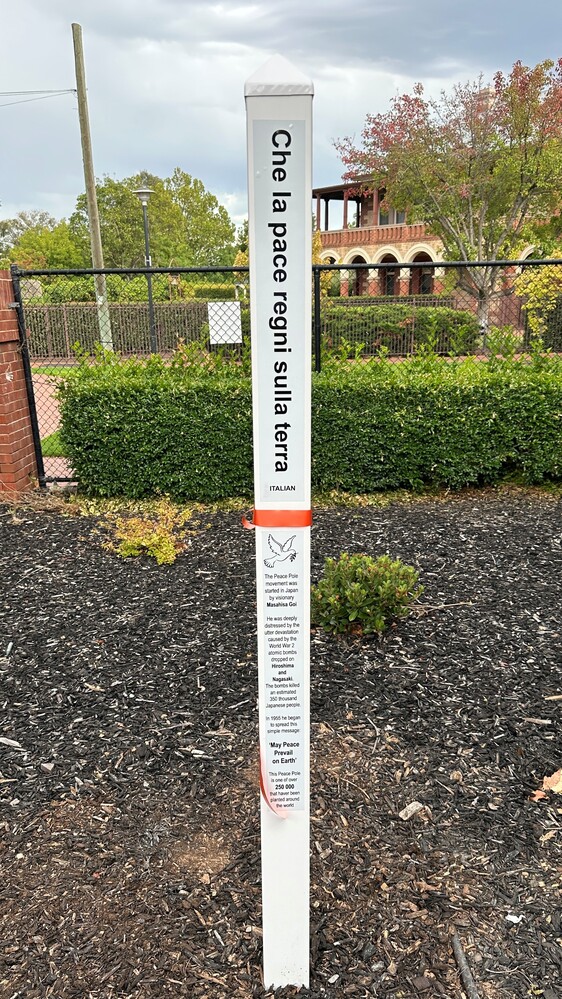 Che la pace regni sulla terra
ITALIAN
The Peace Pole
movement was
started in Japan
by visionary
Masahisa Goi
He was deeply
distressed by the
utter devastation
caused by the
World War 2
atomic bombs
dropped on
Hiroshima
and
Nagasaki.
The bombs killed
an estimated
350 thousand
Japanese people.
In 1955 he began
to spread this
simple message
'May Peace
Prevail
on Earth'
This Peace Pole
is one of over
250 000
that haver been
planted around
the world